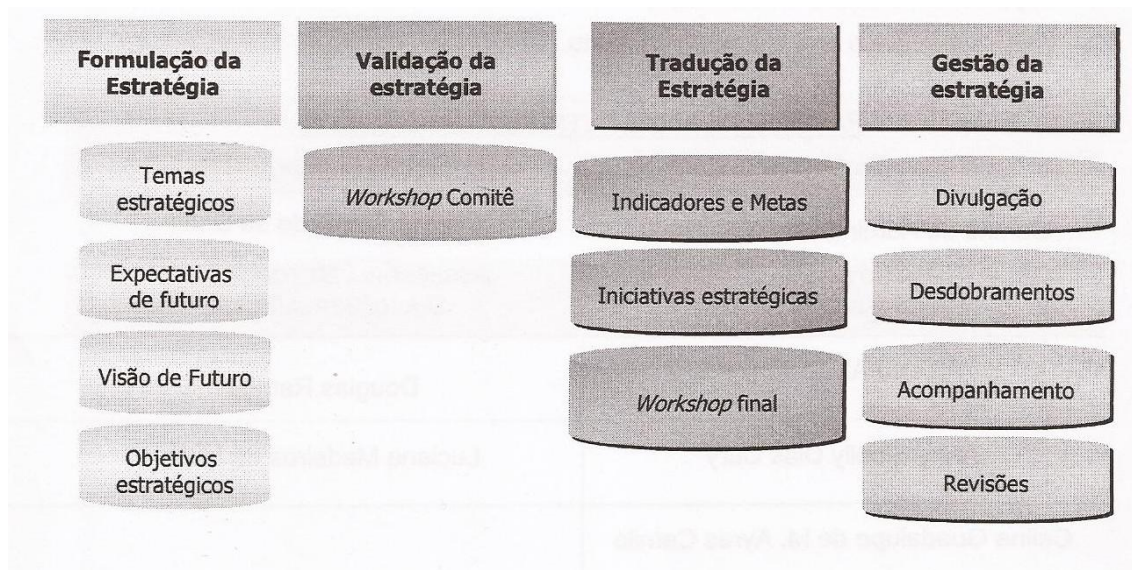 Formulação da
Estratégia
Temas
estratégicos
Expectativas
de futuro
Visão de Futuro
Objetivos
estratégicos
Validação da
estratégia
Workshop Comitê
Tradução da
Estratégia
Indicadores e Metas
Iniciativas estratégicas
Workshop final
Gestão da
estratégia
Divulgação
Desdobramentos
Acompanhamento
Revisões